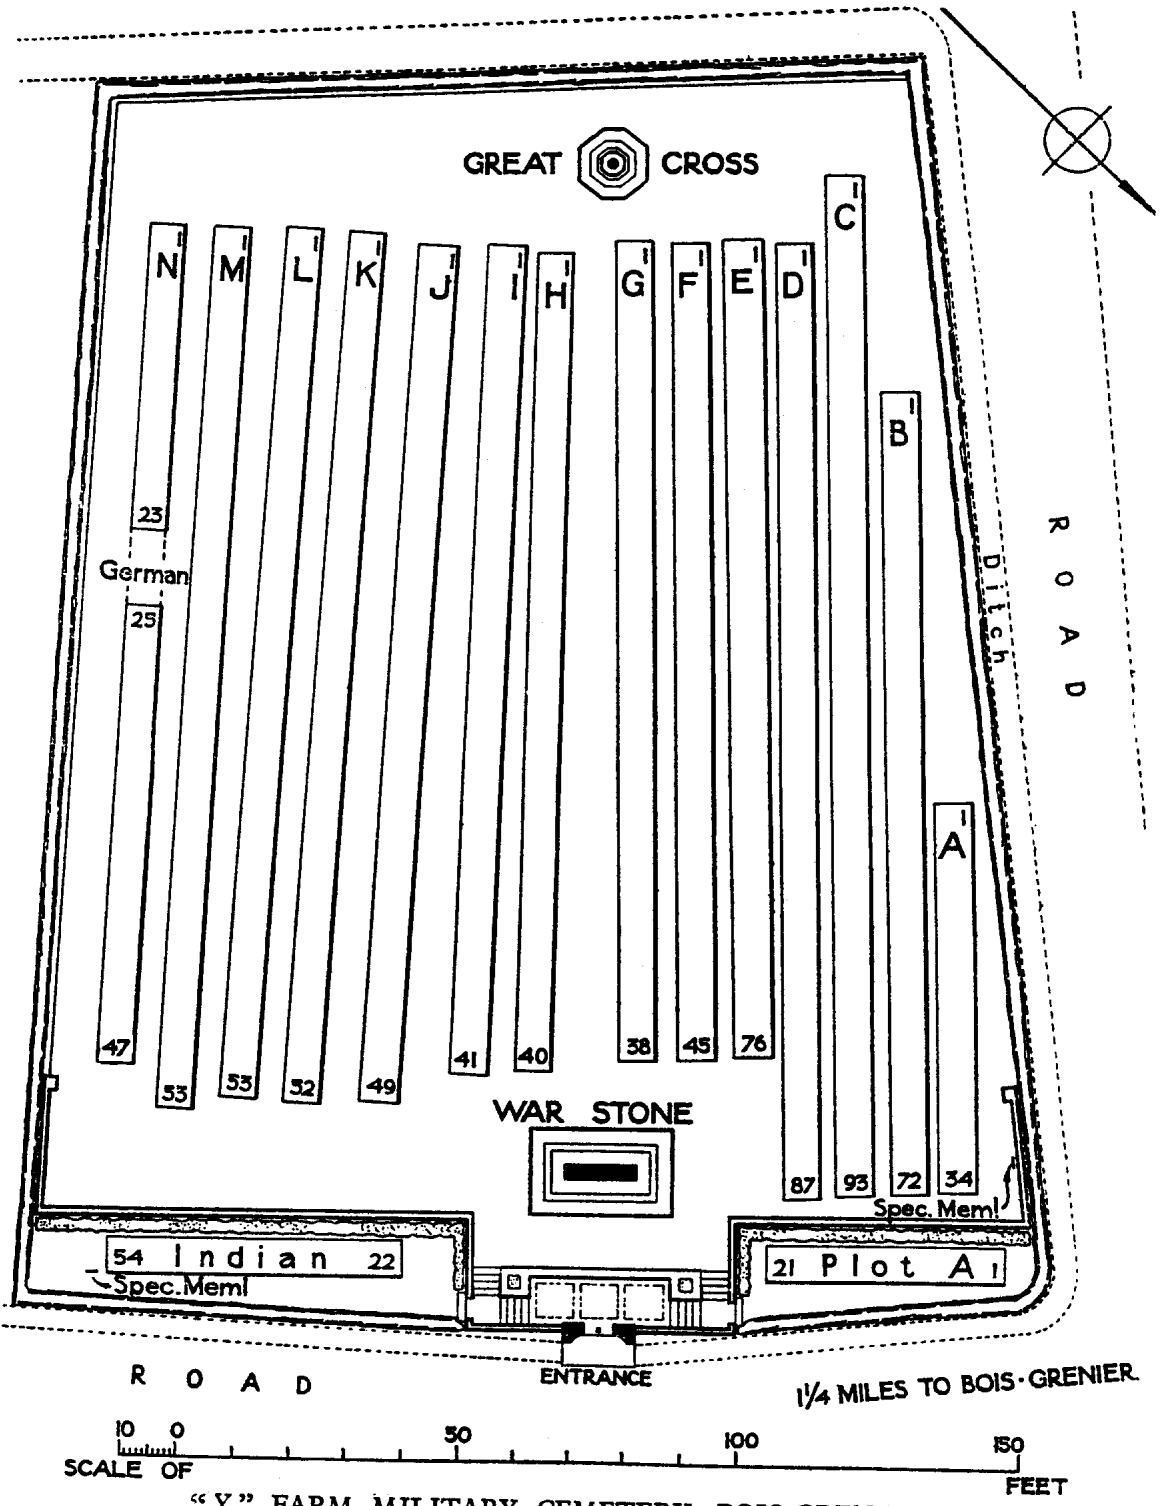 GREAT CROSS
1 1 1 1 1 1 1 1 1 1 1 1
N M L K J I H G F E D C
1
B
23
German
25
R O A D
Ditch
1
A
47 53 53 52 49 41 40 38 45 76
WAR STONE
87 93 72 34
Spec. Meml
54 Indian 22
21 Plot A 1
Spec. Meml
ENTRANCE
ROAD
1¼ MILES TO BOIS·GRENIER.
10 0 50 100 150
SCALE OF FEET
"Y" FARM MILITARY CEMETERY